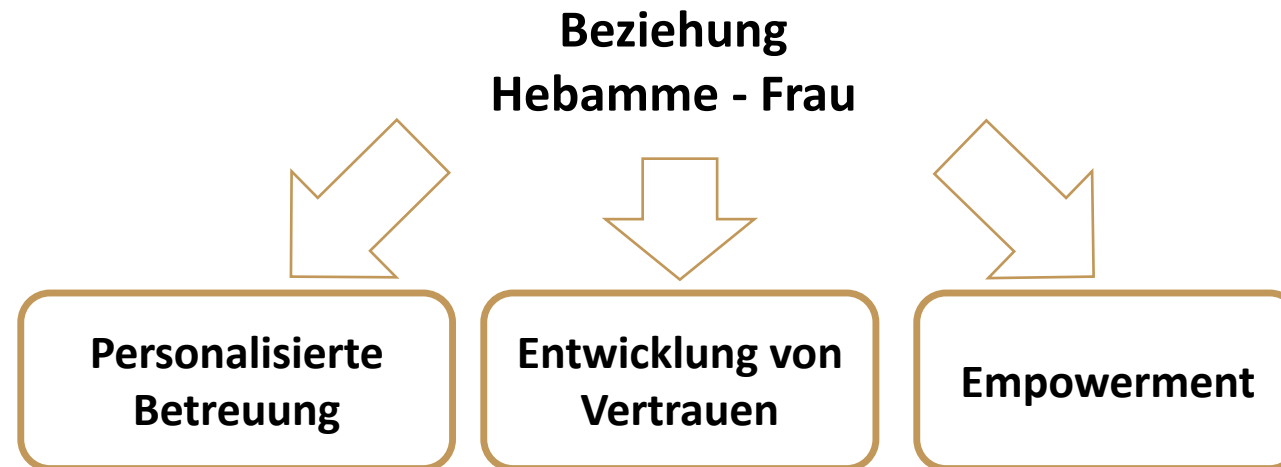 Beziehung
Hebamme - Frau
Personalisierte
Betreuung
Entwicklung von
Vertrauen
Empowerment